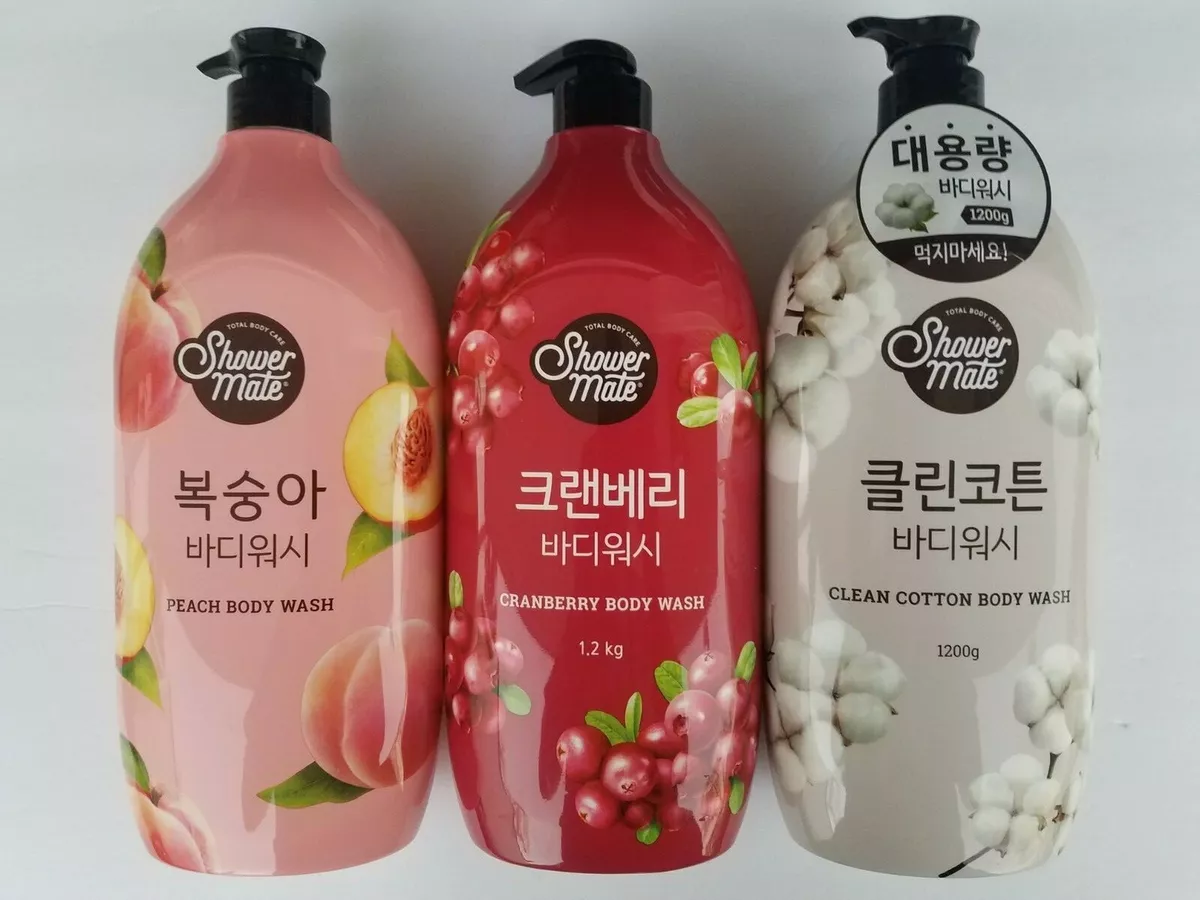 TOTAL BODY CARE
Shower
mate
복숭아
바디워시
PEACH BODY WASH
TOTAL BODY CARE
Shower
mate
크랜베리
바디워시
CRANBERRY BODY WASH
1.2 kg
대용량
바디워시
1200g
먹지마세요!
TOTAL BODY CARE
Shower
mate
클린코튼
바디워시
CLEAN COTTON BODY WASH
1200g